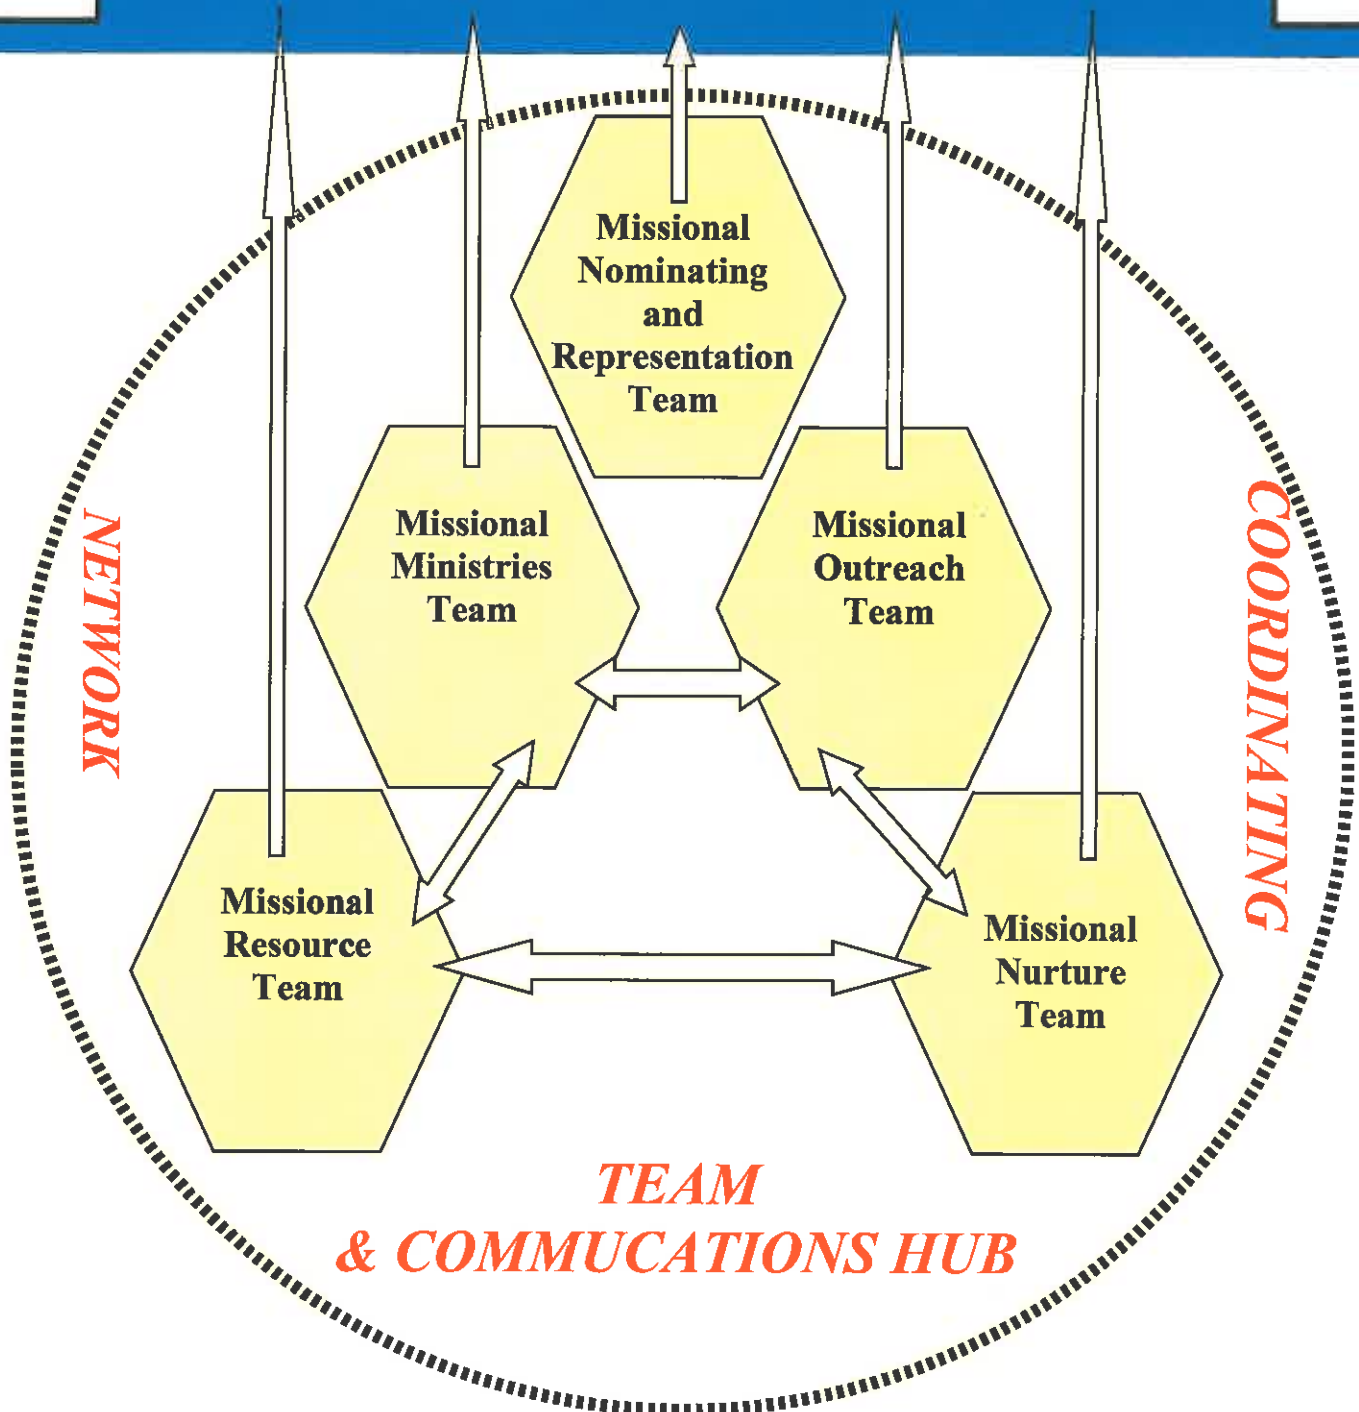 Missional
Nominating
and
Representation
Team
Missional
Ministries
Team
Missional
Outreach
Team
NETWORK
COORDINATING
Missional
Resource
Team
Missional
Nurture
Team
TEAM
& COMMUCATIONS HUB